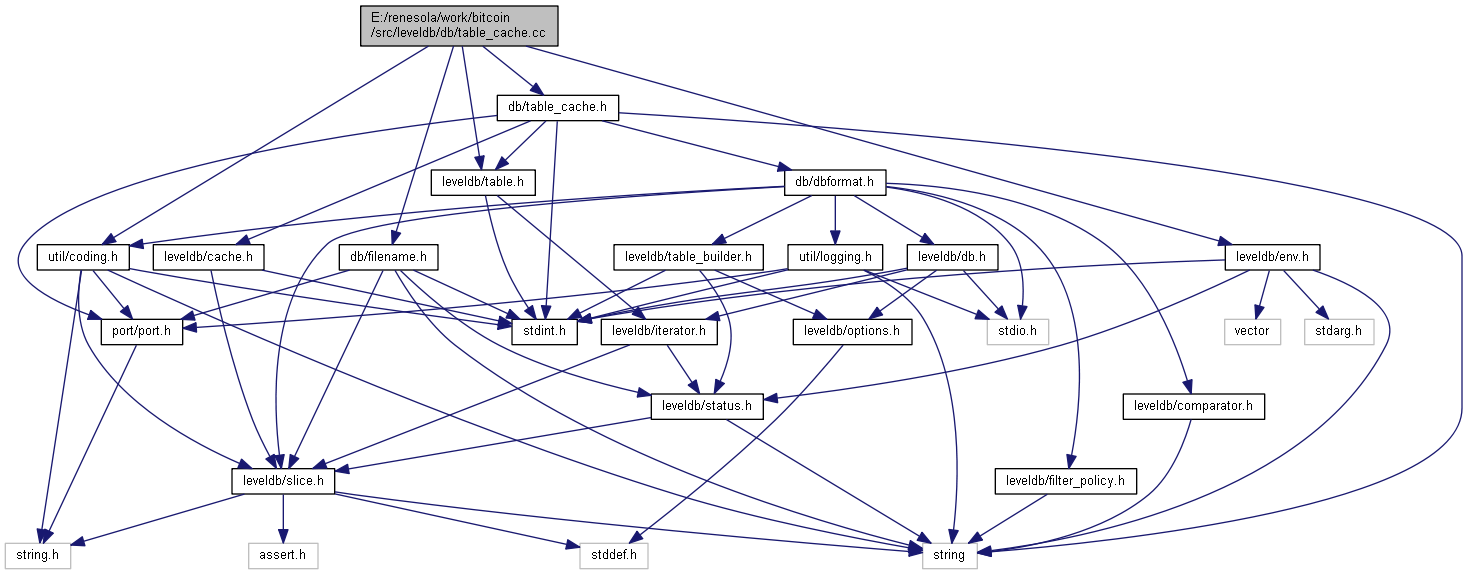 E:/renesola/work/bitcoin
/src/leveldb/db/table_cache.cc
db/table_cache.h
leveldb/table.h
db/dbformat.h
util/coding.h
leveldb/cache.h
db/filename.h
leveldb/table_builder.h
util/logging.h
leveldb/db.h
leveldb/env.h
port/port.h
stdint.h
leveldb/iterator.h
leveldb/options.h
stdio.h
vector
stdarg.h
leveldb/status.h
leveldb/comparator.h
leveldb/slice.h
leveldb/filter_policy.h
string.h
assert.h
stddef.h
string